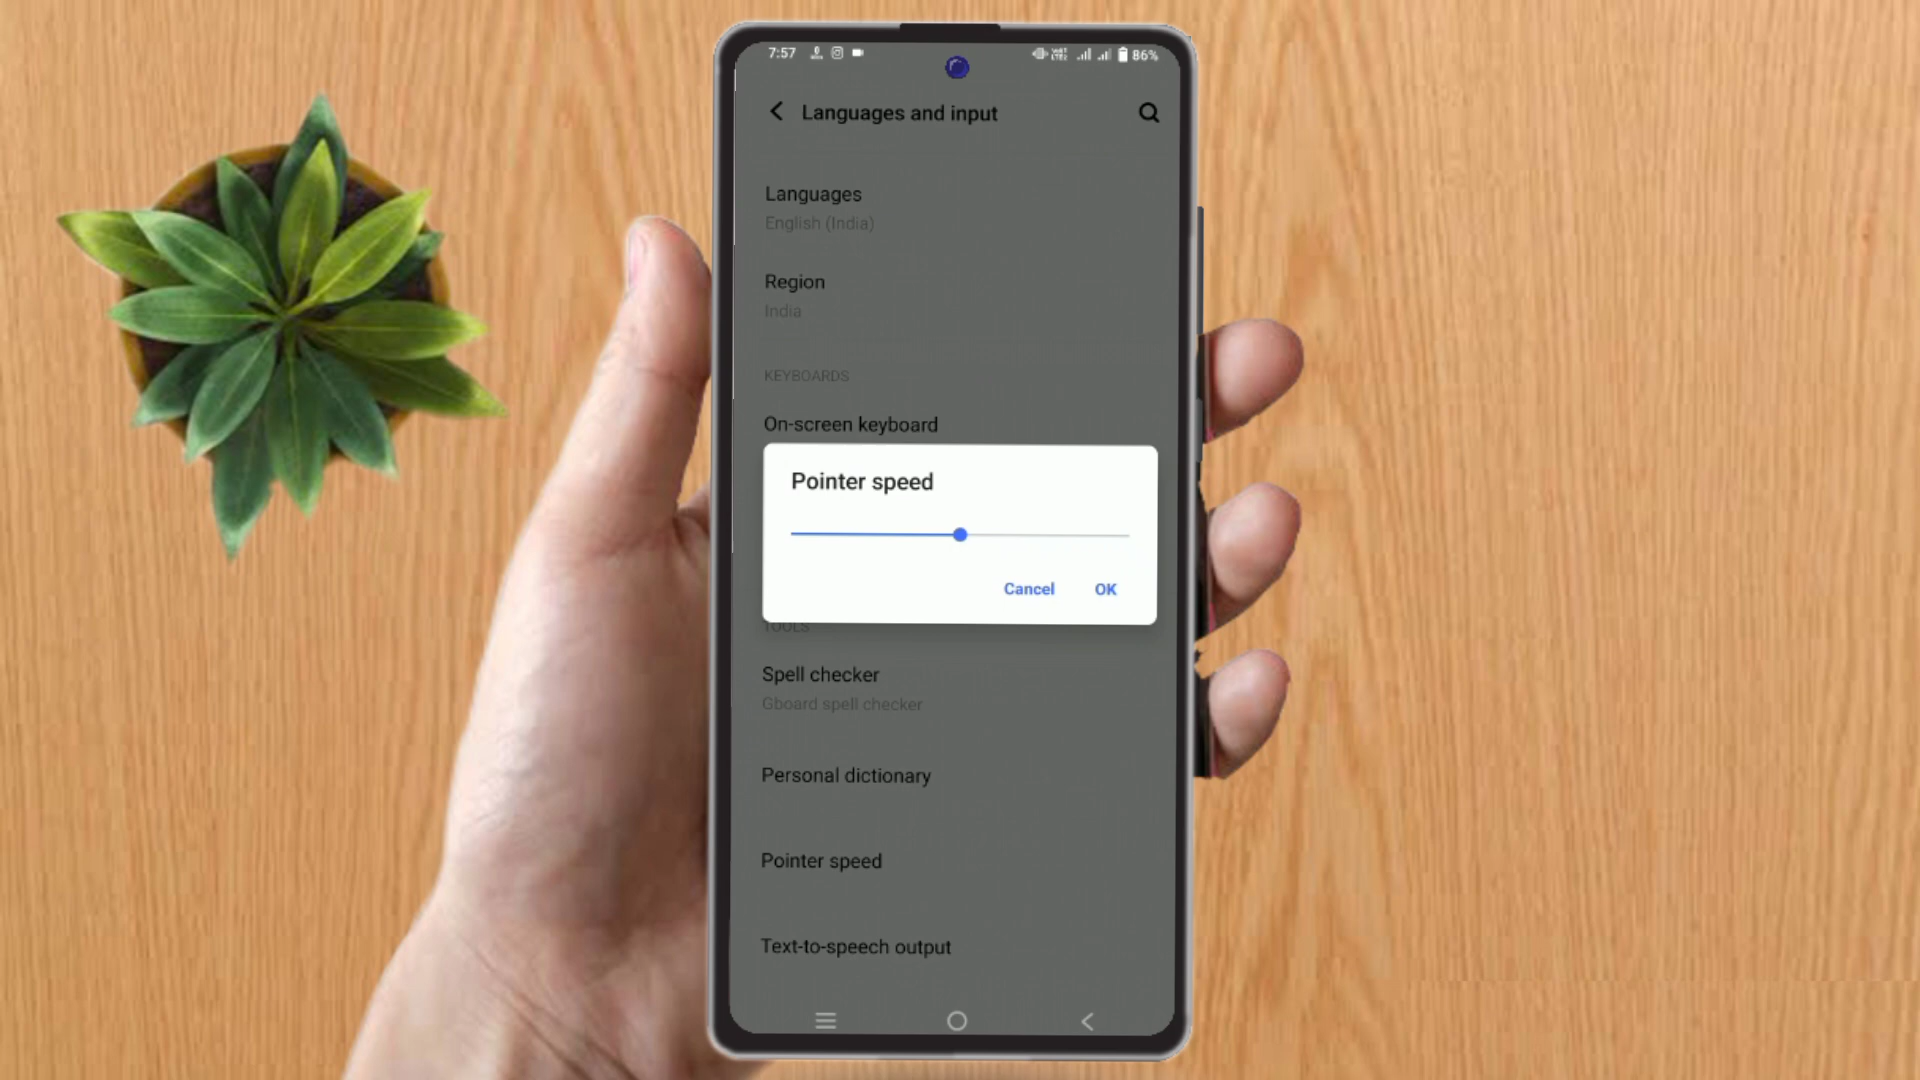 7:57
86%
Languages and input
Languages
English (India)
Region
India
KEYBOARDS
On-screen keyboard
Pointer speed
Cancel OK
TOOLS
Spell checker
Gboard spell checker
Personal dictionary
Pointer speed
Text-to-speech output